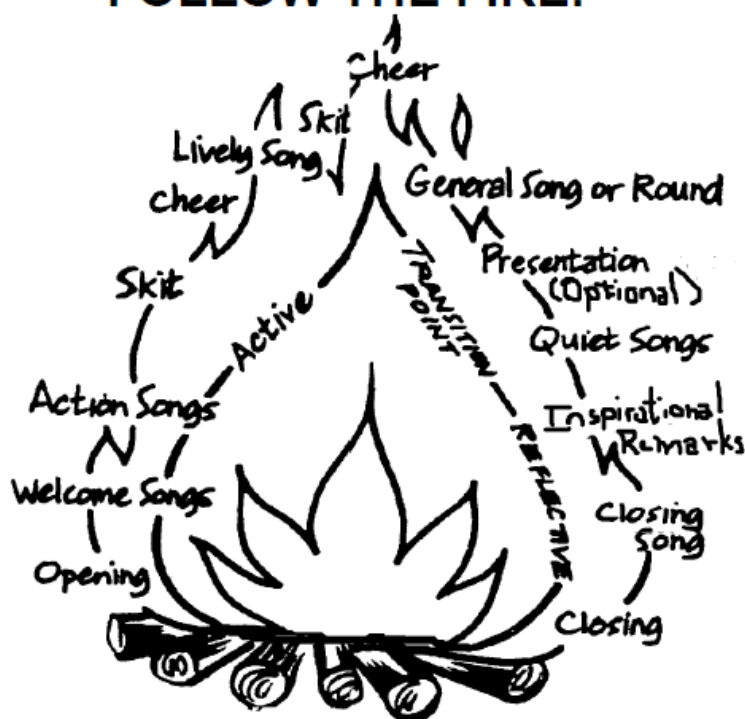 FOLLOW THE FIRE!
Opening
Welcome Songs
Action Songs
Skit
Cheer
Lively Song
Skit
Cheer
General Song or Round
Presentation
(Optional)
Quiet Songs
Inspirational
Remarks
Closing
Song
Closing
Active
TRANSITION
POINT
REFLECTIVE